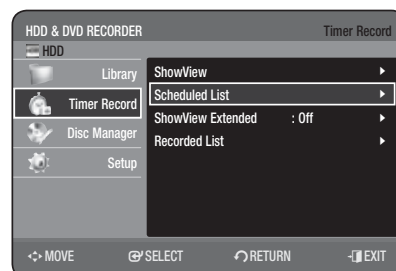 HDD & DVD RECORDER Timer Record
HDD
Library
Timer Record
Disc Manager
Setup
ShowView
Scheduled List
ShowView Extended : Off
Recorded List
MOVE SELECT RETURN EXIT